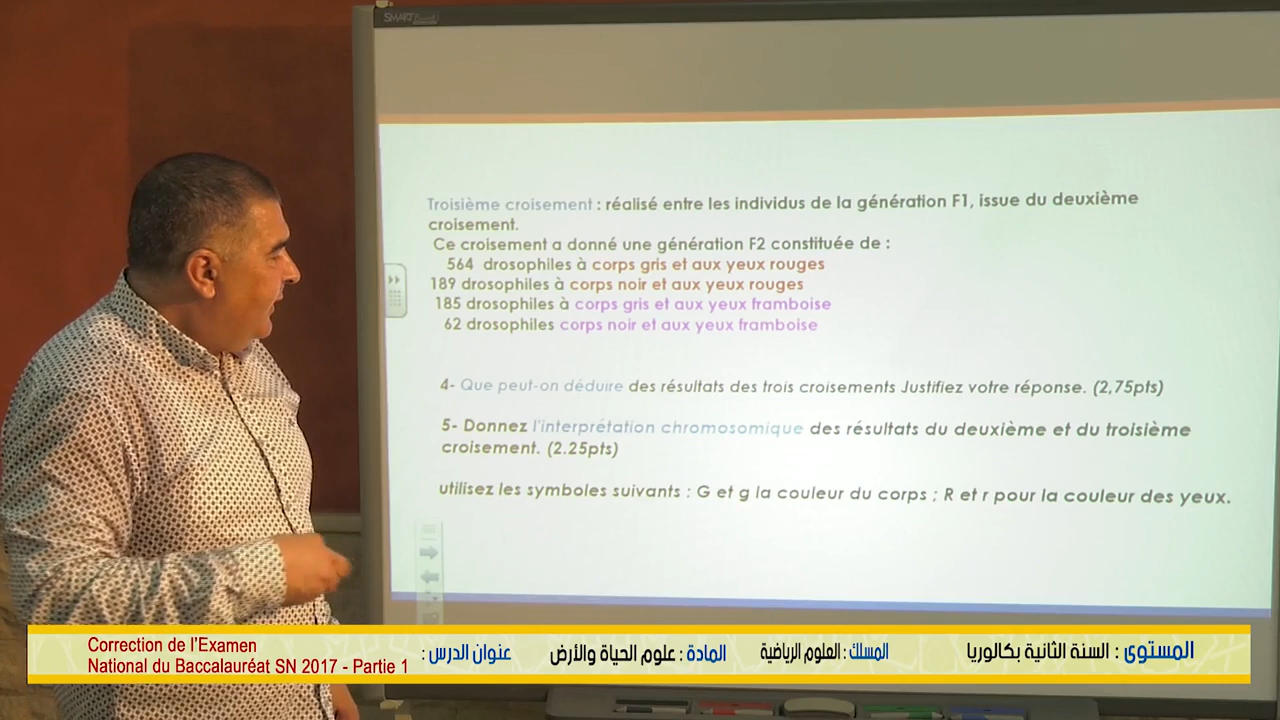 SMART
Troisième croisement : réalisé entre les individus de la génération F1, issue du deuxième
croisement.
Ce croisement a donné une génération F2 constituée de :
564 drosophiles à corps gris et aux yeux rouges
189 drosophiles à corps noir et aux yeux rouges
185 drosophiles à corps gris et aux yeux framboise
62 drosophiles corps noir et aux yeux framboise
4- Que peut-on déduire des résultats des trois croisements Justifiez votre réponse. (2,75pts)
5- Donnez l'interprétation chromosomique des résultats du deuxième et du troisième
croisement. (2.25pts)
utilisez les symboles suivants : G et g la couleur du corps ; R et r pour la couleur des yeux.
المستوى : السنة الثانية بكالوريا المسلك : العلوم الرياضية المادة : علوم الحياة والأرض عنوان الدرس :
Correction de l'Examen
National du Baccalauréat SN 2017 - Partie 1